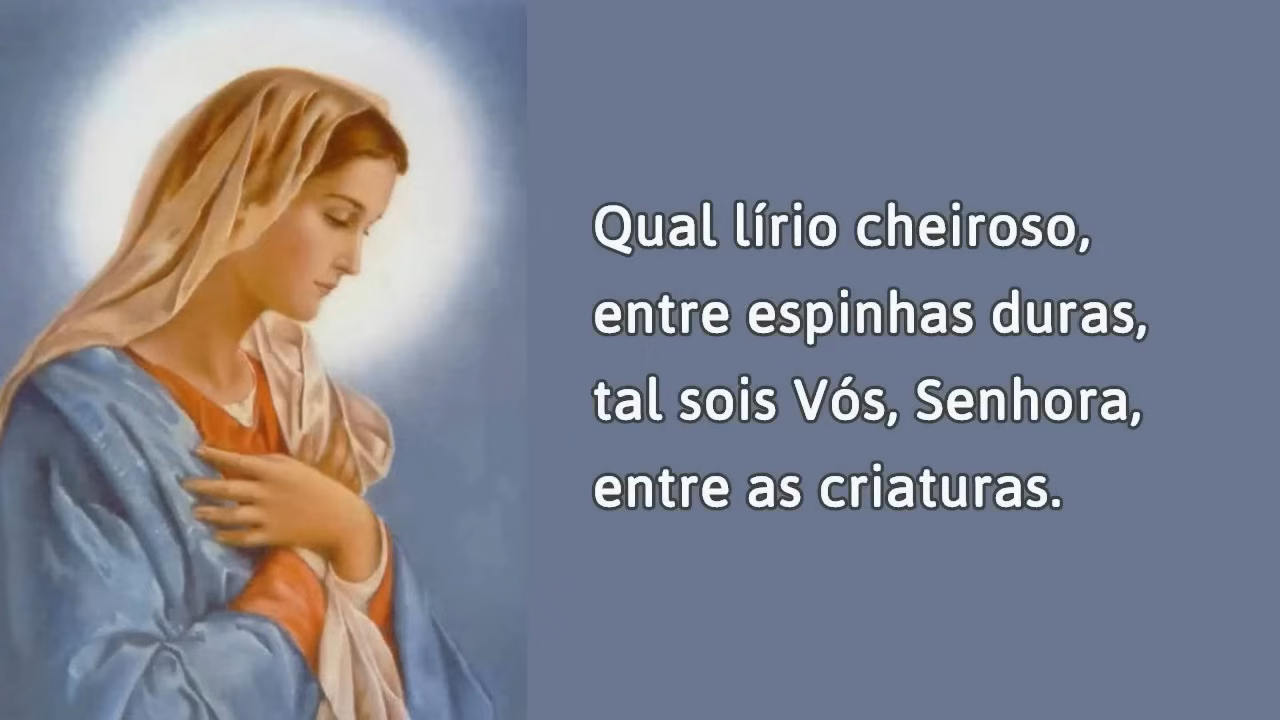 Qual lírio cheiroso,
entre espinhas duras,
tal sois Vós, Senhora,
entre as criaturas.